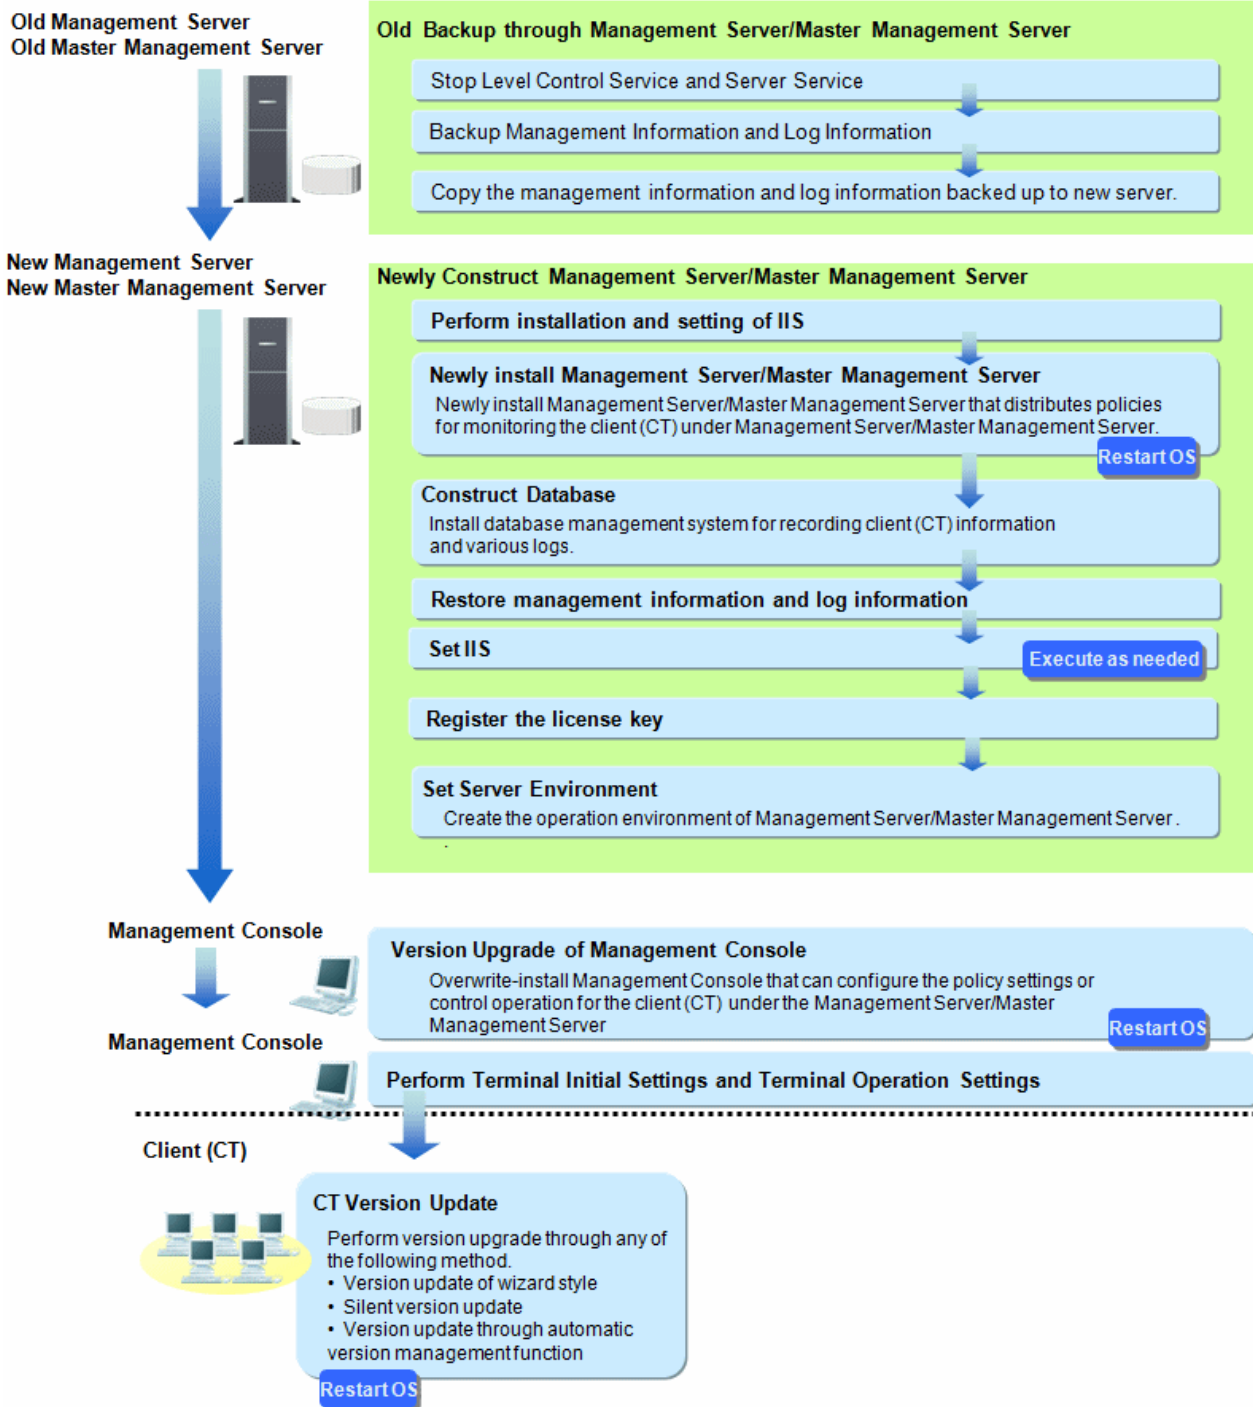 Old Management Server
Old Master Management Server
Old Backup through Management Server/Master Management Server
Stop Level Control Service and Server Service
Backup Management Information and Log Information
Copy the management information and log information backed up to new server.
New Management Server
New Master Management Server
Newly Construct Management Server/Master Management Server
Perform installation and setting of IIS
Newly install Management Server/Master Management Server
Newly install Management Server/Master Management Server that distributes policies
for monitoring the client (CT) under Management Server/Master Management Server.
Restart OS
Construct Database
Install database management system for recording client (CT) information
and various logs.
Restore management information and log information
Set IIS
Execute as needed
Register the license key
Set Server Environment
Create the operation environment of Management Server/Master Management Server .
.
Management Console
Version Upgrade of Management Console
Overwrite-install Management Console that can configure the policy settings or
control operation for the client (CT) under the Management Server/Master
Management Server
Restart OS
Management Console
Perform Terminal Initial Settings and Terminal Operation Settings
Client (CT)
CT Version Update
Perform version upgrade through any of
the following method.
• Version update of wizard style
• Silent version update
• Version update through automatic
version management function
Restart OS